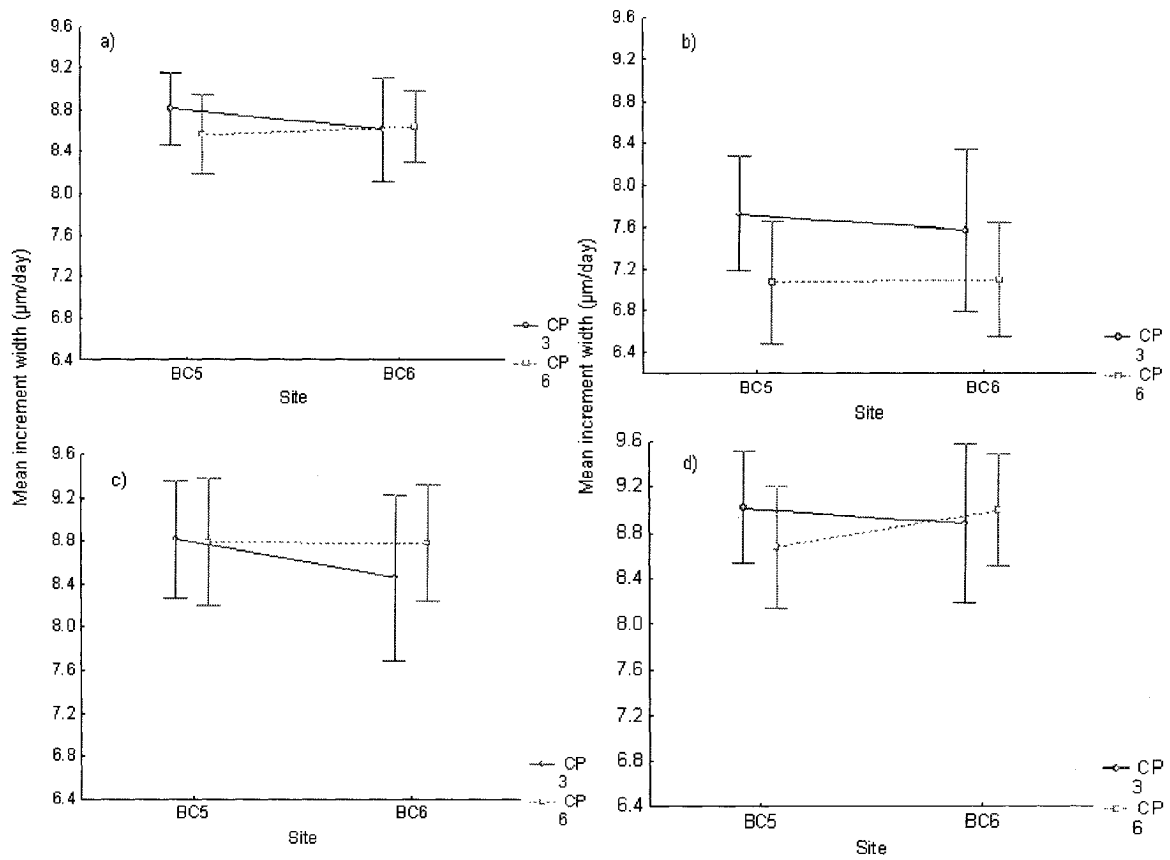 a)
9.6
9.2
8.8
8.4
8.0
7.6
7.2
6.8
6.4
Mean increment width (µm/day)
BC5
BC6
Site
CP
3
CP
6
b)
9.6
9.2
8.8
8.4
8.0
7.6
7.2
6.8
6.4
Mean increment width (µm/day)
BC5
BC6
Site
CP
3
CP
6
c)
9.6
9.2
8.8
8.4
8.0
7.6
7.2
6.8
6.4
BC5
BC6
Site
CP
3
CP
6
d)
9.6
9.2
8.8
8.4
8.0
7.6
7.2
6.8
6.4
BC5
BC6
Site
CP
3
CP
6